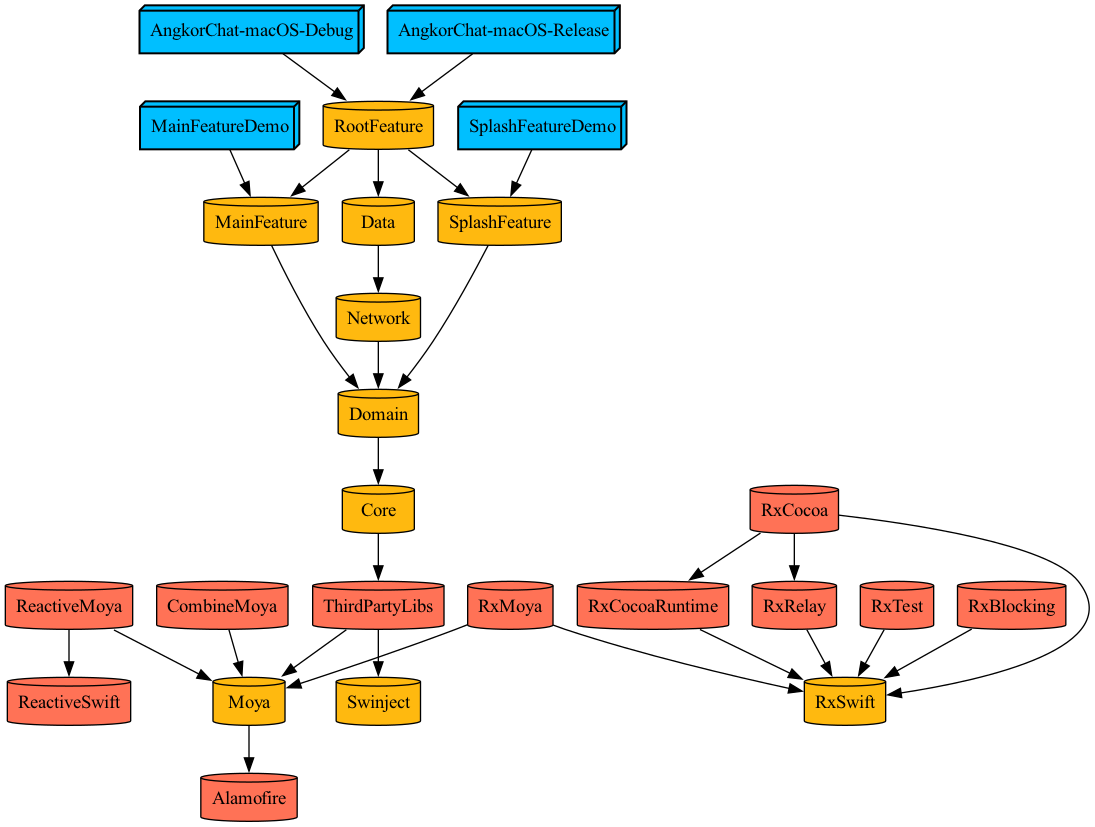 AngkorChat-macOS-Debug
AngkorChat-macOS-Release
MainFeatureDemo
RootFeature
SplashFeatureDemo
MainFeature
Data
SplashFeature
Network
Domain
Core
RxCocoa
ReactiveMoya
CombineMoya
ThirdPartyLibs
RxMoya
RxCocoaRuntime
RxRelay
RxTest
RxBlocking
ReactiveSwift
Moya
Swinject
RxSwift
Alamofire